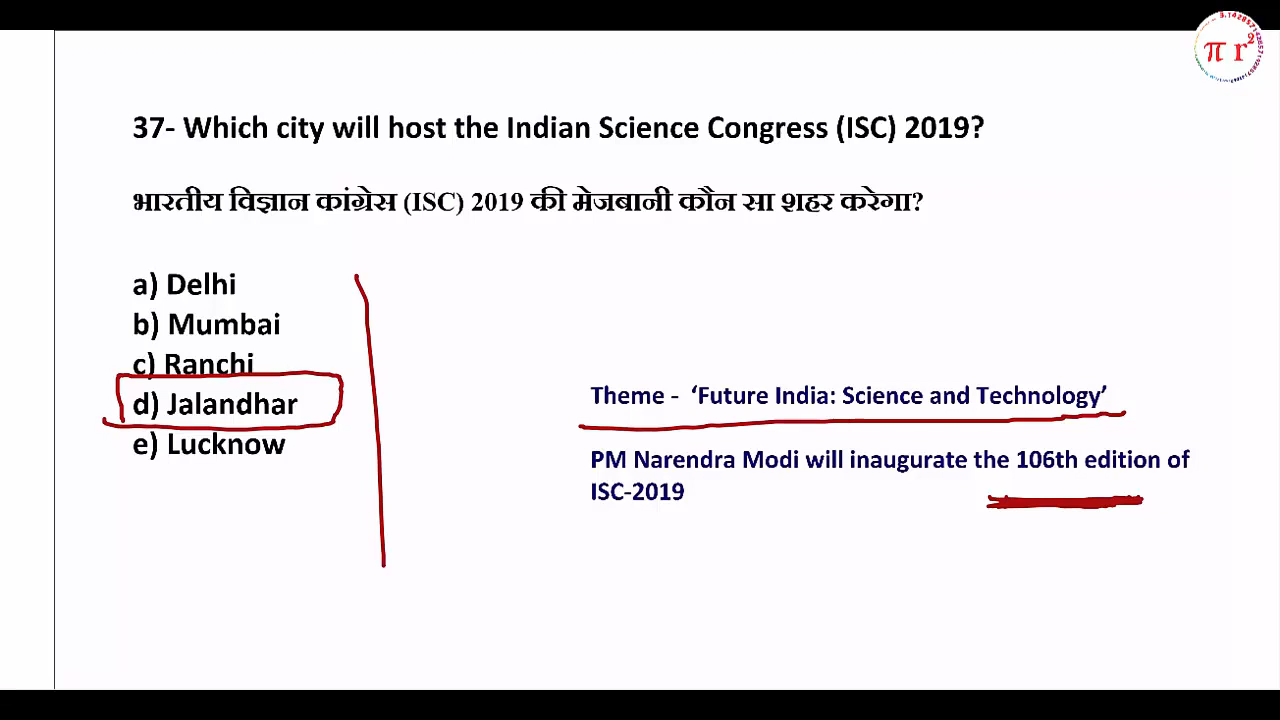 π r²
37- Which city will host the Indian Science Congress (ISC) 2019?
भारतीय विज्ञान कांग्रेस (ISC) 2019 की मेजबानी कौन सा शहर करेगा?
a) Delhi
b) Mumbai
c) Ranchi
d) Jalandhar
e) Lucknow
Theme - ‘Future India: Science and Technology’
PM Narendra Modi will inaugurate the 106th edition of
ISC-2019